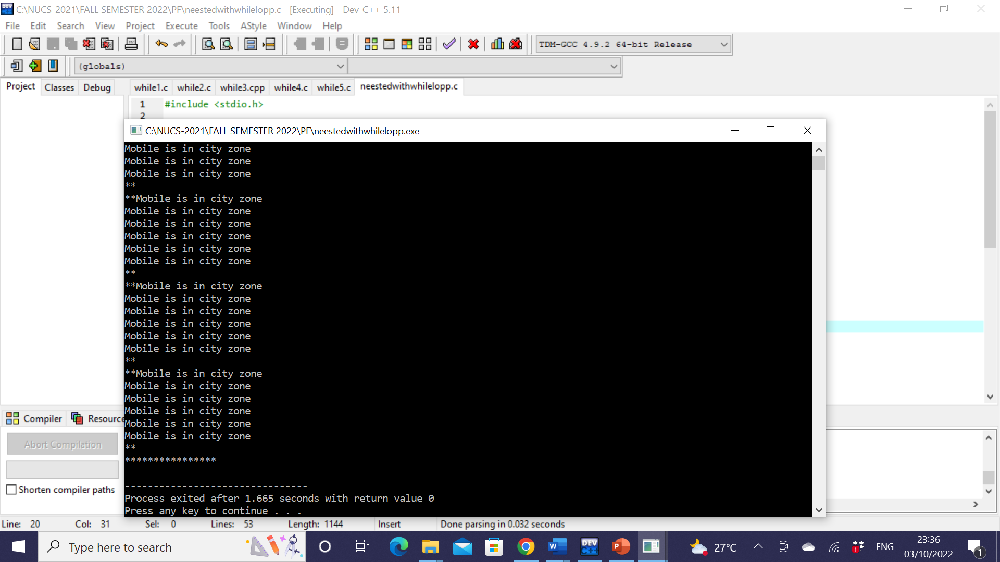 C:\NUCS-2021\FALL SEMESTER 2022\PF\neestedwithwhilelopp.c - [Executing] - Dev-C++ 5.11
File Edit Search View Project Execute Tools AStyle Window Help
TDM-GCC 4.9.2 64-bit Release
(globals)
Project Classes Debug while1.c while2.c while3.cpp while4.c while5.c neestedwithwhilelopp.c
1 #include <stdio.h>
2
C:\NUCS-2021\FALL SEMESTER 2022\PF\neestedwithwhilelopp.exe
Mobile is in city zone
Mobile is in city zone
Mobile is in city zone
**
**Mobile is in city zone
Mobile is in city zone
Mobile is in city zone
Mobile is in city zone
Mobile is in city zone
Mobile is in city zone
**
**Mobile is in city zone
Mobile is in city zone
Mobile is in city zone
Mobile is in city zone
Mobile is in city zone
Mobile is in city zone
**
**Mobile is in city zone
Mobile is in city zone
Mobile is in city zone
Mobile is in city zone
Mobile is in city zone
Mobile is in city zone
**
****************
--------------------------------
Process exited after 1.665 seconds with return value 0
Press any key to continue . . .
Compiler Resource
Abort Compilation
Shorten compiler paths
Line: 20 Col: 31 Sel: 0 Lines: 53 Length: 1144 Insert Done parsing in 0.032 seconds
Type here to search
DEV C++
W
P
27°C
1
ENG
23:36
03/10/2022
1